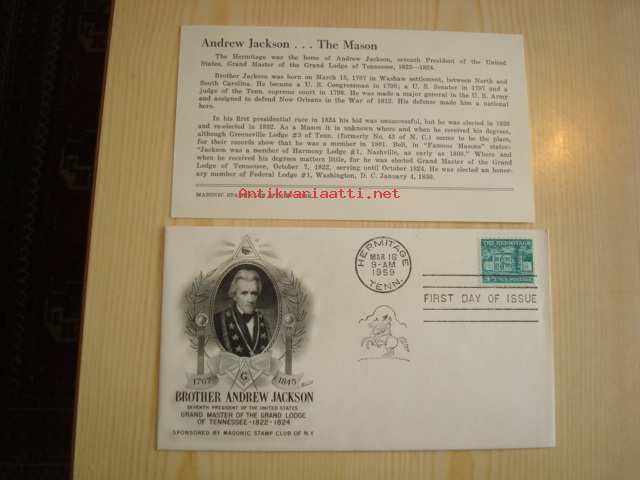 Andrew Jackson . . . The Mason
The Hermitage was the home of Andrew Jackson, seventh President of the United
States, Grand Master of the Grand Lodge of Tennessee, 1822—1824.
Brother Jackson was born on March 15, 1767 in Waxhaw settlement, between North and
South Carolina. He became a U. S. Congressman in 1796; a U. S. Senator in 1797 and a
judge of the Tenn. supreme court in 1798. He was made a major general in the U. S. Army
and assigned to defend New Orleans in the War of 1812. His defense made him a national
hero.
In his first presidential race in 1824 his bid was unsuccessful, but he was elected in 1828
and re-elected in 1832. As a Mason it is unknown where and when he received his degrees,
although Greeneville Lodge #3 of Tenn. (formerly No. 43 of N. C.) seems to be the place,
for their records show that he was a member in 1801. Bell, in "Famous Masons" states-
"Jackson was a member of Harmony Lodge #1, Nashville, as early as 1800." Where and
when he received his degrees matters little, for he was elected Grand Master of the Grand
Lodge of Tennessee, October 7, 1822, serving until October 1824. He was elected an honor-
ary member of Federal Lodge #1, Washington, D. C. January 4, 1830.
MASONIC STAMP CLUB OF NEW YORK
Antikvariaatti.net
HERMITAGE
MAR 16
9-AM
1959
TENN.
THE HERMITAGE
FIRST DAY OF ISSUE
1767 G 1845
BROTHER ANDREW JACKSON
SEVENTH PRESIDENT OF THE UNITED STATES
GRAND MASTER OF THE GRAND LODGE
OF TENNESSEE-1822-1824
SPONSORED BY MASONIC STAMP CLUB OF N.Y.